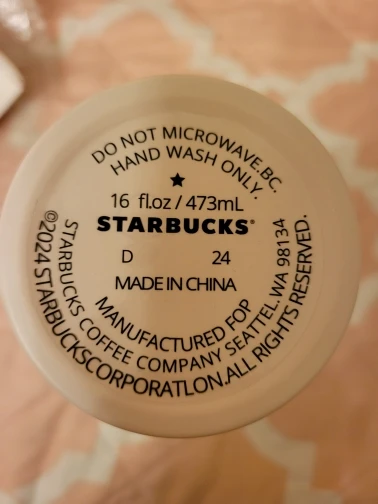 DO NOT MICROWAVE.BC.
HAND WASH ONLY.
★
16 fl.oz / 473mL
STARBUCKS®
D 24
MADE IN CHINA
MANUFACTURED FOP
STARBUCKS COFFEE COMPANY SEATTEL.WA 98134
©2024 STARBUCKSCORPORATLON.ALL RIGHTS RESERVED.